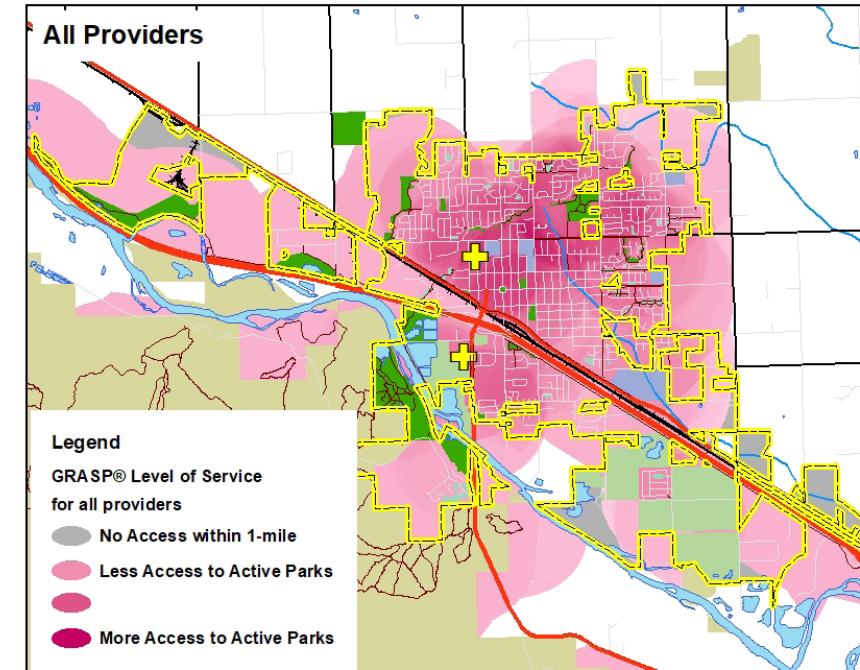 All Providers
Legend
GRASP® Level of Service
for all providers
No Access within 1-mile
Less Access to Active Parks
More Access to Active Parks